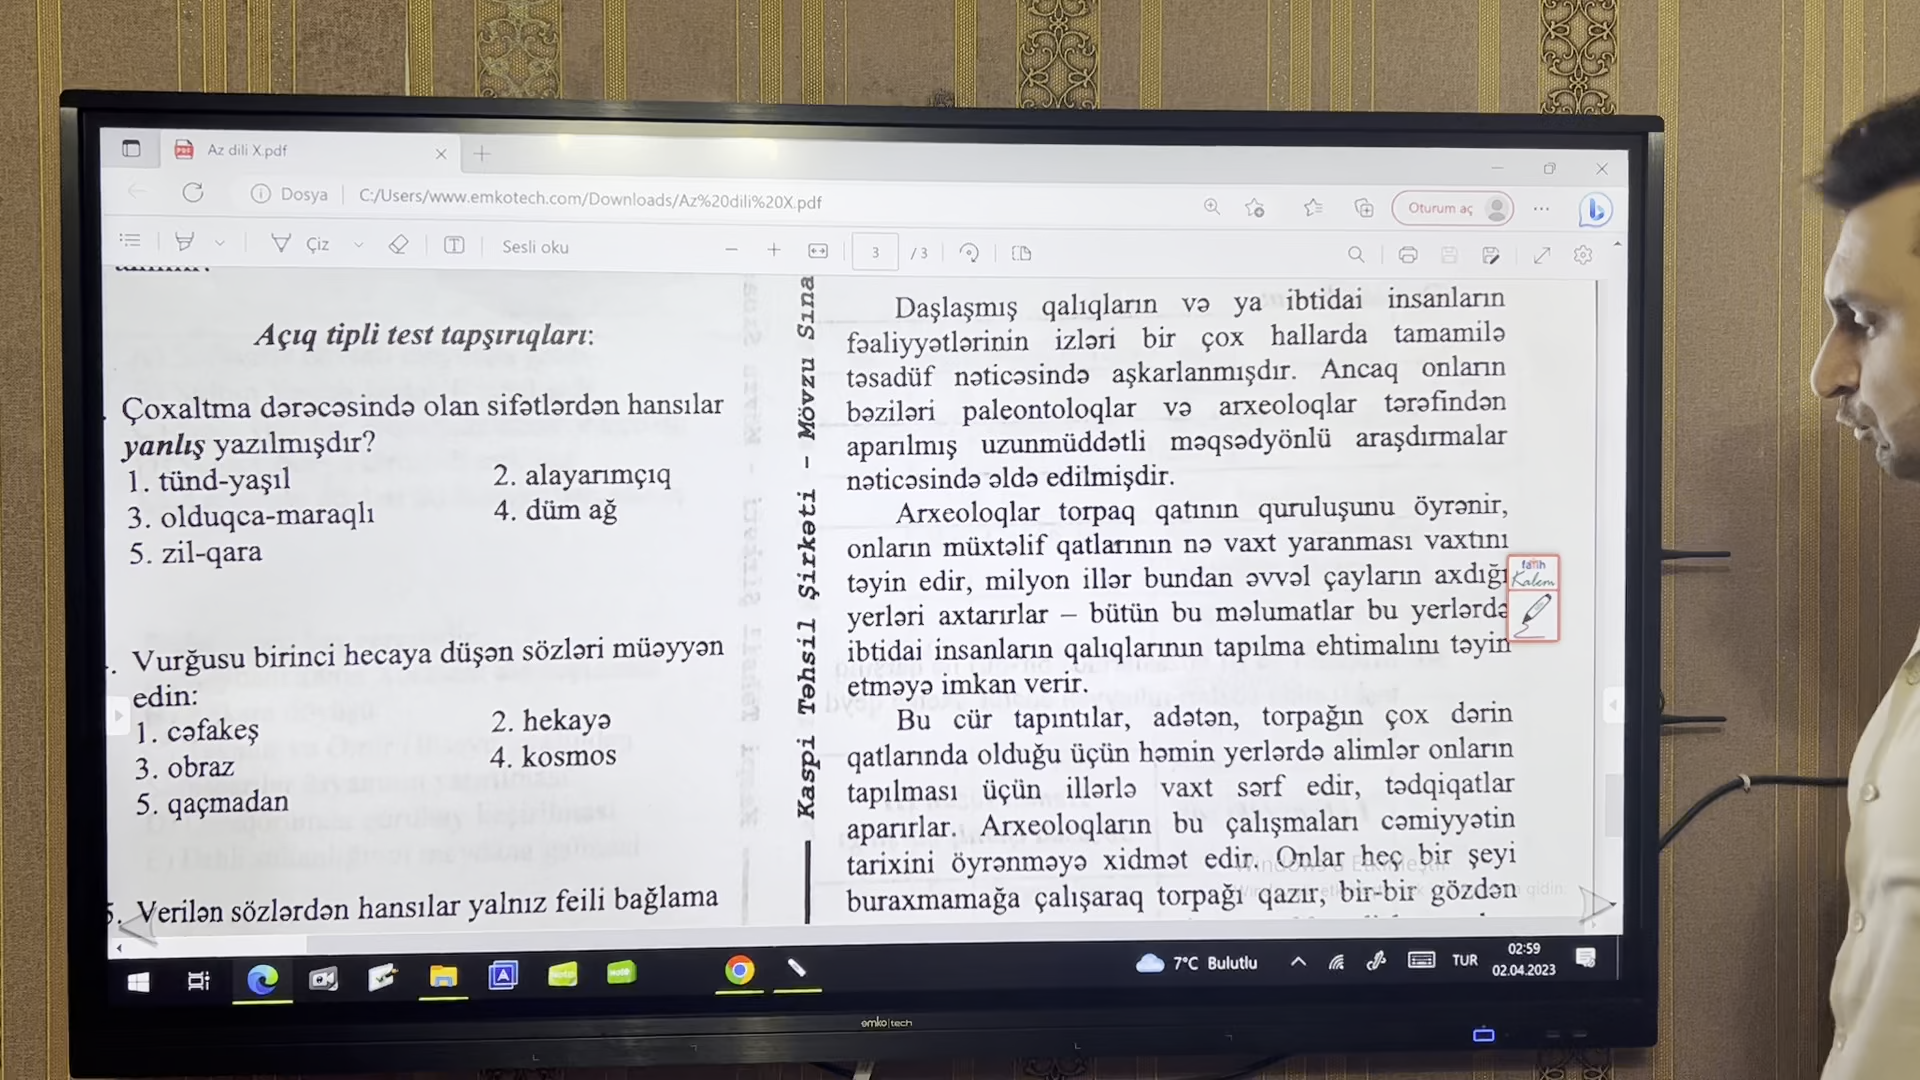 Az dili X.pdf
Dosya
C:/Users/www.emkotech.com/Downloads/Az%20dili%20X.pdf
Oturum aç
Çiz
Sesli oku
3
/ 3
Açıq tipli test tapşırıqları:
Çoxaltma dərəcəsində olan sifətlərdən hansılar
yanlış yazılmışdır?
1. tünd-yaşıl
2. alayarımçıq
3. olduqca-maraqlı
4. düm ağ
5. zil-qara
Vurğusu birinci hecaya düşən sözləri müəyyən
edin:
1. cəfakeş
2. hekayə
3. obraz
4. kosmos
5. qaçmadan
5. Verilən sözlərdən hansılar yalnız feili bağlama
Kaspi Təhsil Şirkəti - Mövzu Sına
Daşlaşmış qalıqların və ya ibtidai insanların
fəaliyyətlərinin izləri bir çox hallarda tamamilə
təsadüf nəticəsində aşkarlanmışdır. Ancaq onların
bəziləri paleontoloqlar və arxeoloqlar tərəfindən
aparılmış uzunmüddətli məqsədyönlü araşdırmalar
nəticəsində əldə edilmişdir.
Arxeoloqlar torpaq qatının quruluşunu öyrənir,
onların müxtəlif qatlarının nə vaxt yaranması vaxtını
təyin edir, milyon illər bundan əvvəl çayların axdığı
yerləri axtarırlar – bütün bu məlumatlar bu yerlərdə
ibtidai insanların qalıqlarının tapılma ehtimalını təyin
etməyə imkan verir.
Bu cür tapıntılar, adətən, torpağın çox dərin
qatlarında olduğu üçün həmin yerlərdə alimlər onların
tapılması üçün illərlə vaxt sərf edir, tədqiqatlar
aparırlar. Arxeoloqların bu çalışmaları cəmiyyətin
tarixini öyrənməyə xidmət edir. Onlar heç bir şeyi
buraxmamağa çalışaraq torpağı qazır, bir-bir gözdən
fatih
Kalem
7°C Bulutlu
TUR
02:59
02.04.2023
emko|tech